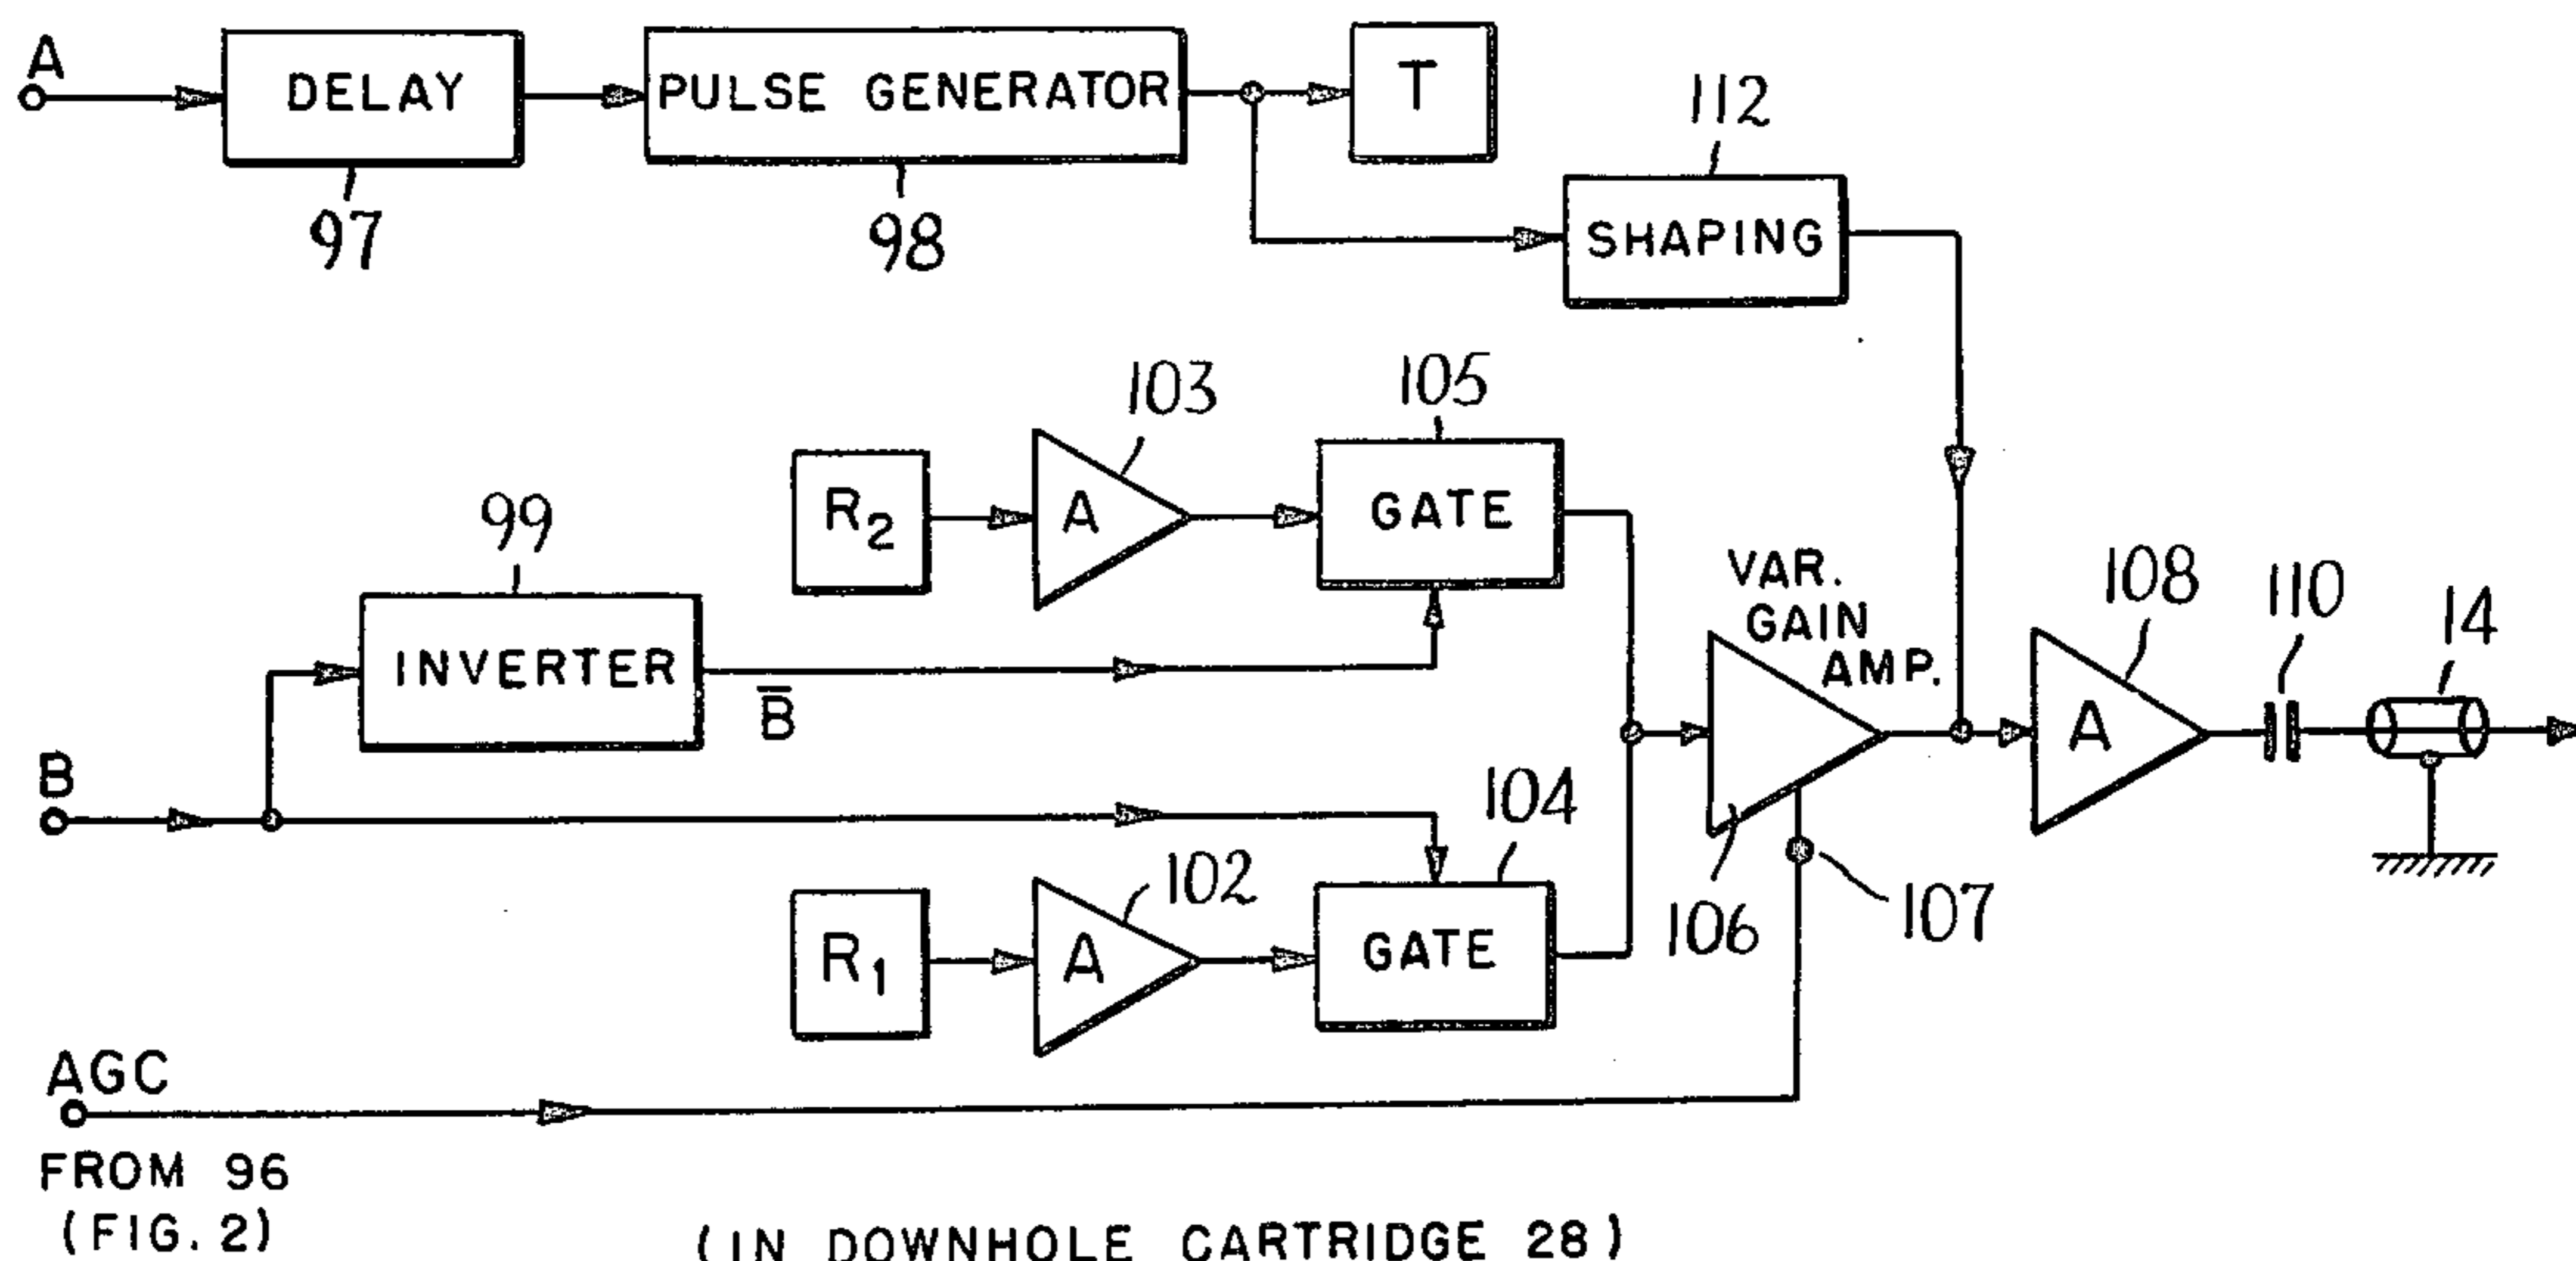 A
DELAY
97
PULSE GENERATOR
98
T
112
SHAPING
103
105
R2
A
GATE
99
INVERTER
B̅
B
VAR.
GAIN
AMP.
106
107
108
A
110
14
104
102
R1
A
GATE
AGC
FROM 96
(FIG. 2)
(IN DOWNHOLE CARTRIDGE 28)